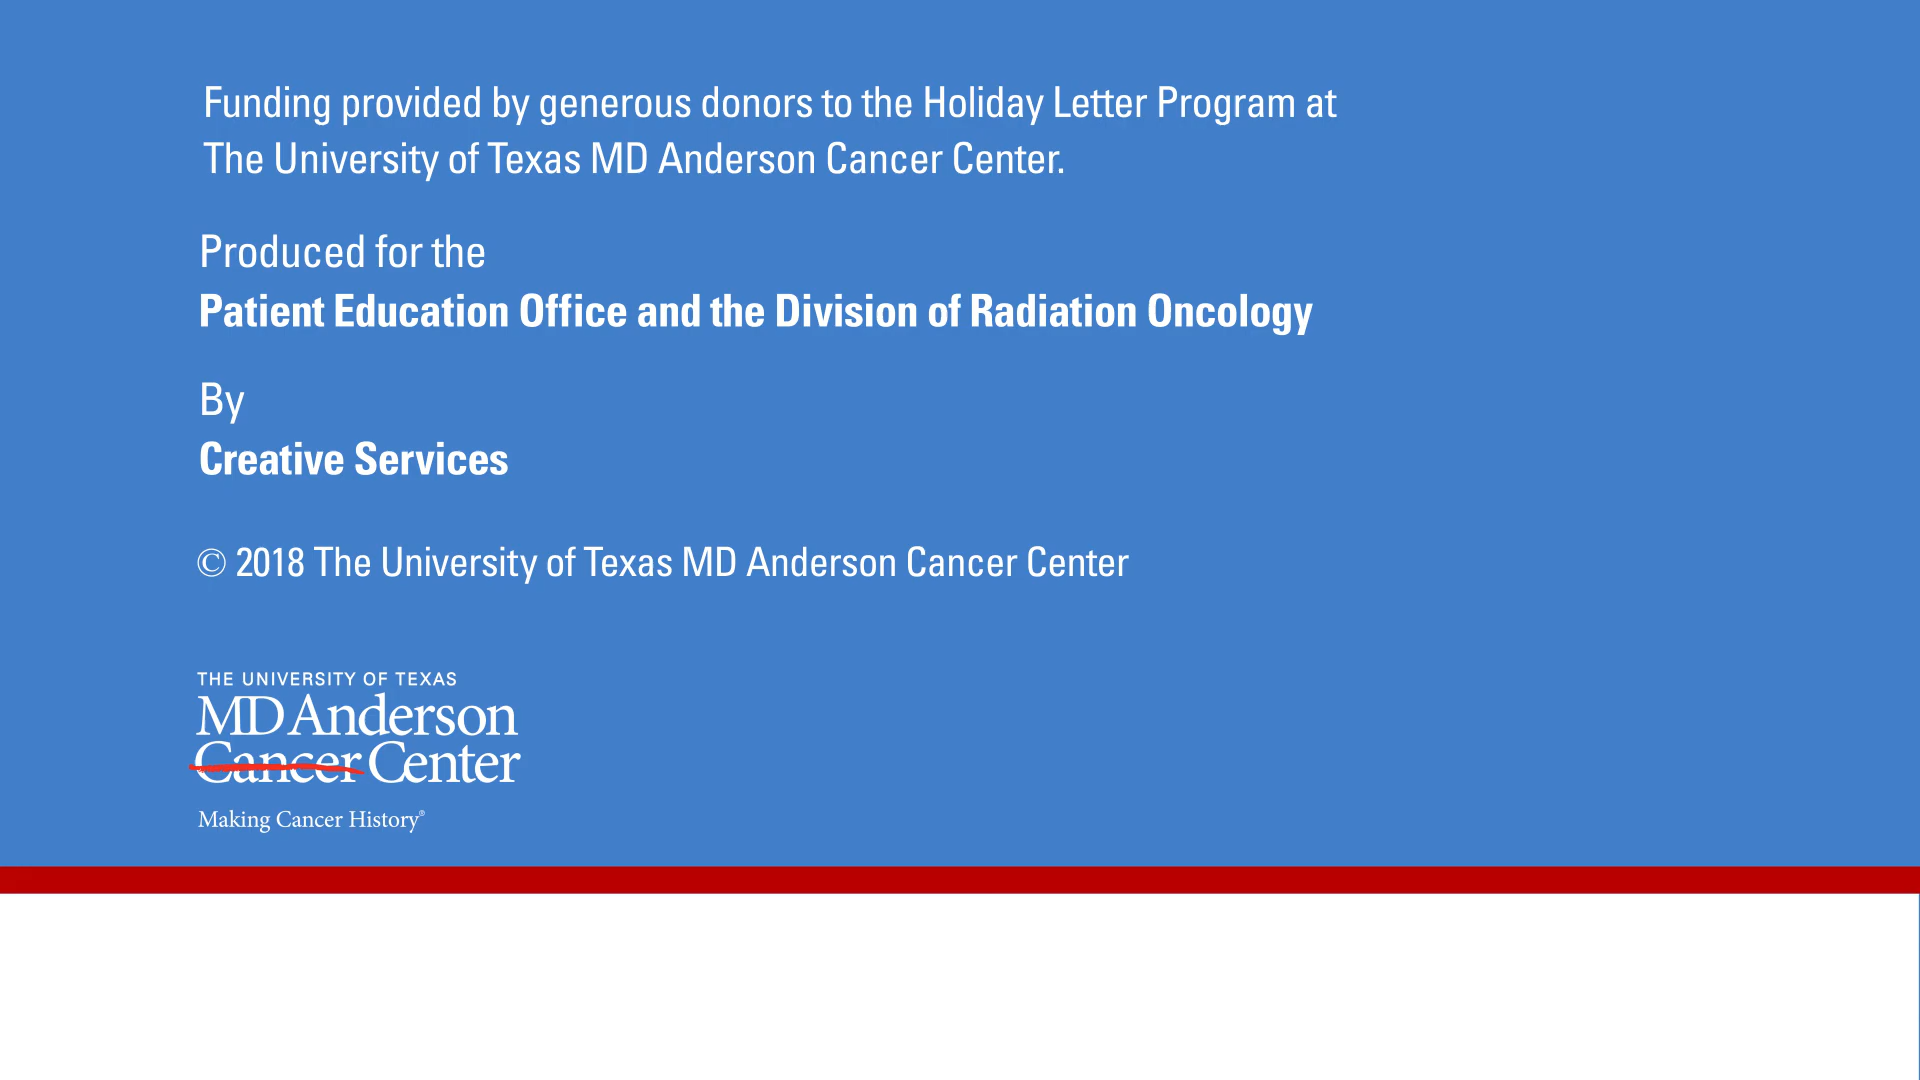 Funding provided by generous donors to the Holiday Letter Program at
The University of Texas MD Anderson Cancer Center.
Produced for the
Patient Education Office and the Division of Radiation Oncology
By
Creative Services
© 2018 The University of Texas MD Anderson Cancer Center
THE UNIVERSITY OF TEXAS
MD Anderson
Cancer Center
Making Cancer History®